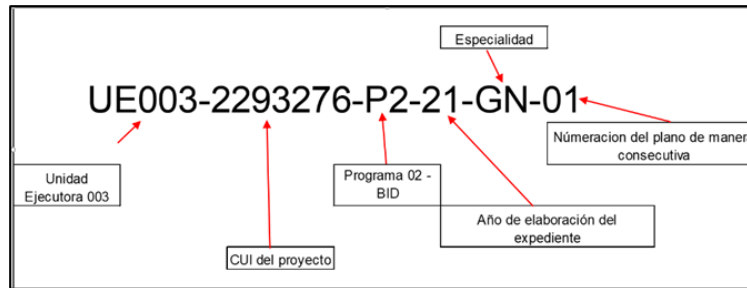 Especialidad
UE003-2293276-P2-21-GN-01
Númeracion del plano de manera
consecutiva
Unidad
Ejecutora 003
Programa 02 -
BID
Año de elaboración del
expediente
CUI del proyecto